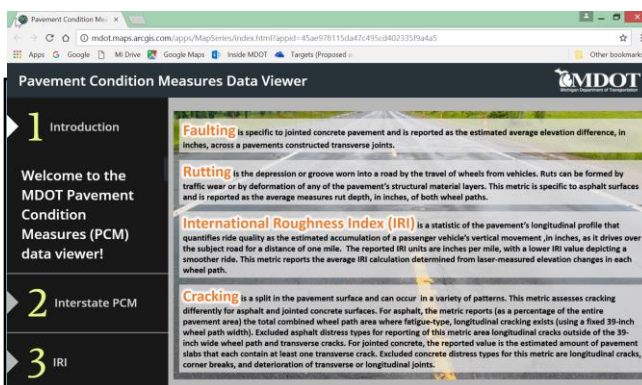 Pavement Condition Me
mdot.maps.arcgis.com/apps/MapSeries/index.html?appid=45ae978115da47c495cd402335f9a4a5
Apps G Google Mi Drive Google Maps Inside MDOT Targets (Proposed
Other bookmarks
Pavement Condition Measures Data Viewer
MDOT
Michigan Department of Transportation
1 Introduction
Welcome to the
MDOT Pavement
Condition
Measures (PCM)
data viewer!
2 Interstate PCM
3 IRI
Faulting is specific to jointed concrete pavement and is reported as the estimated average elevation difference, in
inches, across a pavements constructed transverse joints.
Rutting is the depression or groove worn into a road by the travel of wheels from vehicles. Ruts can be formed by
traffic wear or by deformation of any of the pavement's structural material layers. This metric is specific to asphalt surfaces
and is reported as the average measures rut depth, in inches, of both wheel paths.
International Roughness Index (IRI) is a statistic of the pavement's longitudinal profile that
quantifies ride quality as the estimated accumulation of a passenger vehicle's vertical movement ,in inches, as it drives over
the subject road for a distance of one mile. The reported IRI units are inches per mile, with a lower IRI value depicting a
smoother ride. This metric reports the average IRI calculation determined from laser-measured elevation changes in each
wheel path.
Cracking is a split in the pavement surface and can occur in a variety of patterns. This metric assesses cracking
differently for asphalt and jointed concrete surfaces. For asphalt, the metric reports (as a percentage of the entire
pavement area) the total combined wheel path area where fatigue-type, longitudinal cracking exists (using a fixed 39-inch
wheel path width). Excluded asphalt distress types for reporting of this metric area longitudinal cracks outside of the 39-
inch wide wheel path and transverse cracks. For jointed concrete, the reported value is the estimated amount of pavement
slabs that each contain at least one transverse crack. Excluded concrete distress types for this metric are longitudinal cracks,
corner breaks, and deterioration of transverse or longitudinal joints.